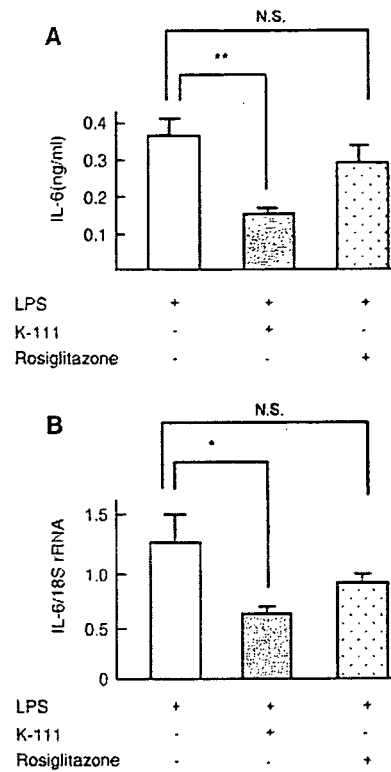 N.S.
A
**
0.4
0.3
0.2
0.1
IL-6(ng/ml)
LPS + + +
K-111 - + -
Rosiglitazone - - +
N.S.
B
*
1.5
1.0
0.5
0
IL-6/18S rRNA
LPS + + +
K-111 - + -
Rosiglitazone - - +